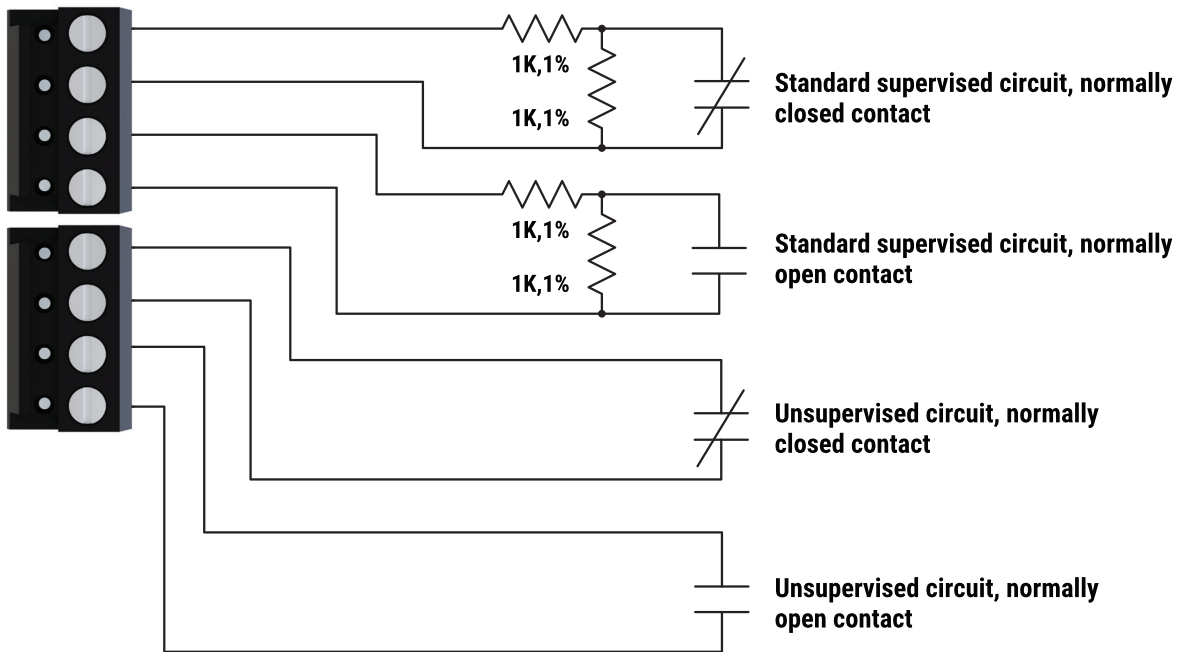 1K,1%
1K,1%
Standard supervised circuit, normally
closed contact
1K,1%
1K,1%
Standard supervised circuit, normally
open contact
Unsupervised circuit, normally
closed contact
Unsupervised circuit, normally
open contact